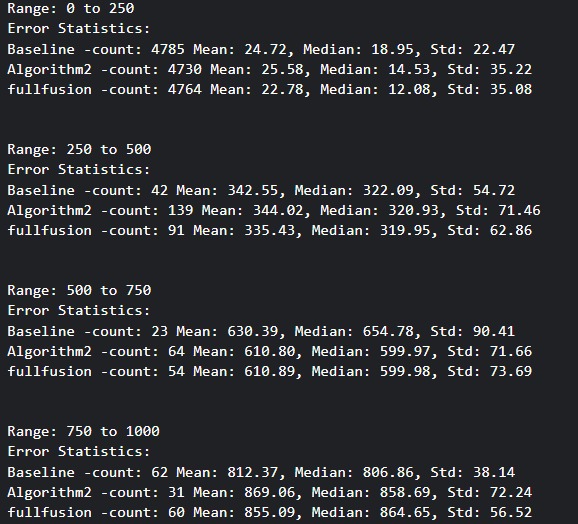 Range: 0 to 250
Error Statistics:
Baseline -count: 4785 Mean: 24.72, Median: 18.95, Std: 22.47
Algorithm2 -count: 4730 Mean: 25.58, Median: 14.53, Std: 35.22
fullfusion -count: 4764 Mean: 22.78, Median: 12.08, Std: 35.08
Range: 250 to 500
Error Statistics:
Baseline -count: 42 Mean: 342.55, Median: 322.09, Std: 54.72
Algorithm2 -count: 139 Mean: 344.02, Median: 320.93, Std: 71.46
fullfusion -count: 91 Mean: 335.43, Median: 319.95, Std: 62.86
Range: 500 to 750
Error Statistics:
Baseline -count: 23 Mean: 630.39, Median: 654.78, Std: 90.41
Algorithm2 -count: 64 Mean: 610.80, Median: 599.97, Std: 71.66
fullfusion -count: 54 Mean: 610.89, Median: 599.98, Std: 73.69
Range: 750 to 1000
Error Statistics:
Baseline -count: 62 Mean: 812.37, Median: 806.86, Std: 38.14
Algorithm2 -count: 31 Mean: 869.06, Median: 858.69, Std: 72.24
fullfusion -count: 60 Mean: 855.09, Median: 864.65, Std: 56.52